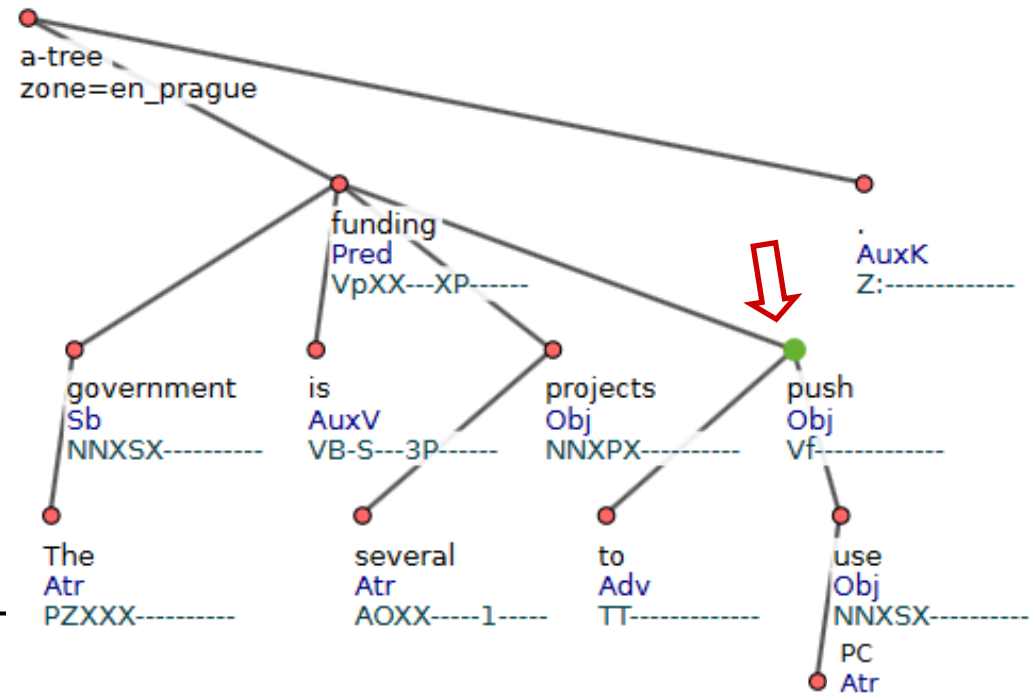 a-tree
zone=en_prague
funding
Pred
VpXX---XP------
.
AuxK
Z:-------------
government
Sb
NNXSX----------
is
AuxV
VB-S---3P------
projects
Obj
NNXPX----------
push
Obj
Vf-------------
The
Atr
PZXXX----------
several
Atr
AOXX-----1-----
to
Adv
TT-------------
use
Obj
NNXSX----------
PC
Atr